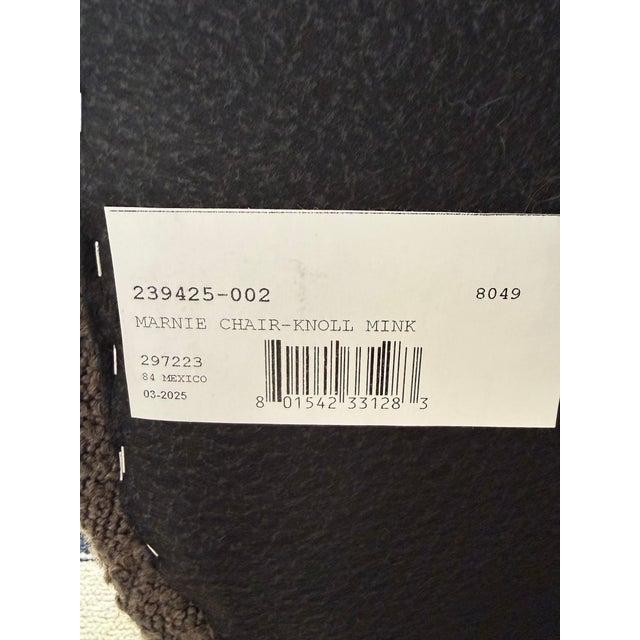 239425-002 8049
MARNIE CHAIR-KNOLL MINK
297223
84 MEXICO
03-2025
8 01542 33128 3